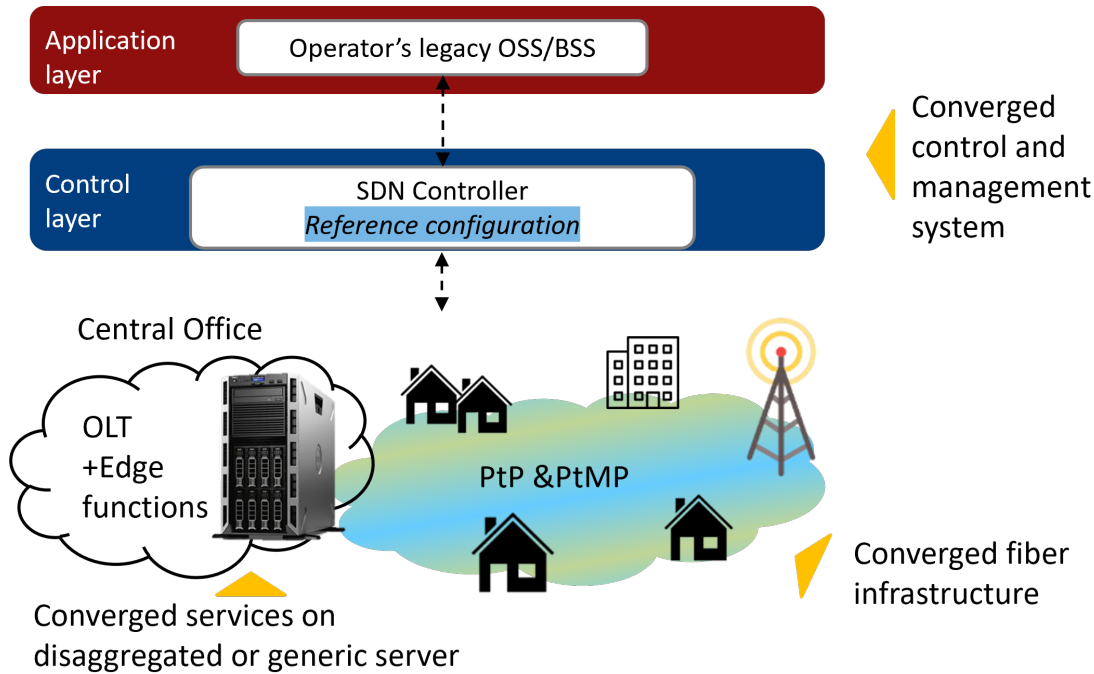 Application
layer
Operator's legacy OSS/BSS
Converged
control and
management
system
Control
layer
SDN Controller
Reference configuration
Central Office
OLT
+Edge
functions
PtP &PtMP
Converged fiber
infrastructure
Converged services on
disaggregated or generic server